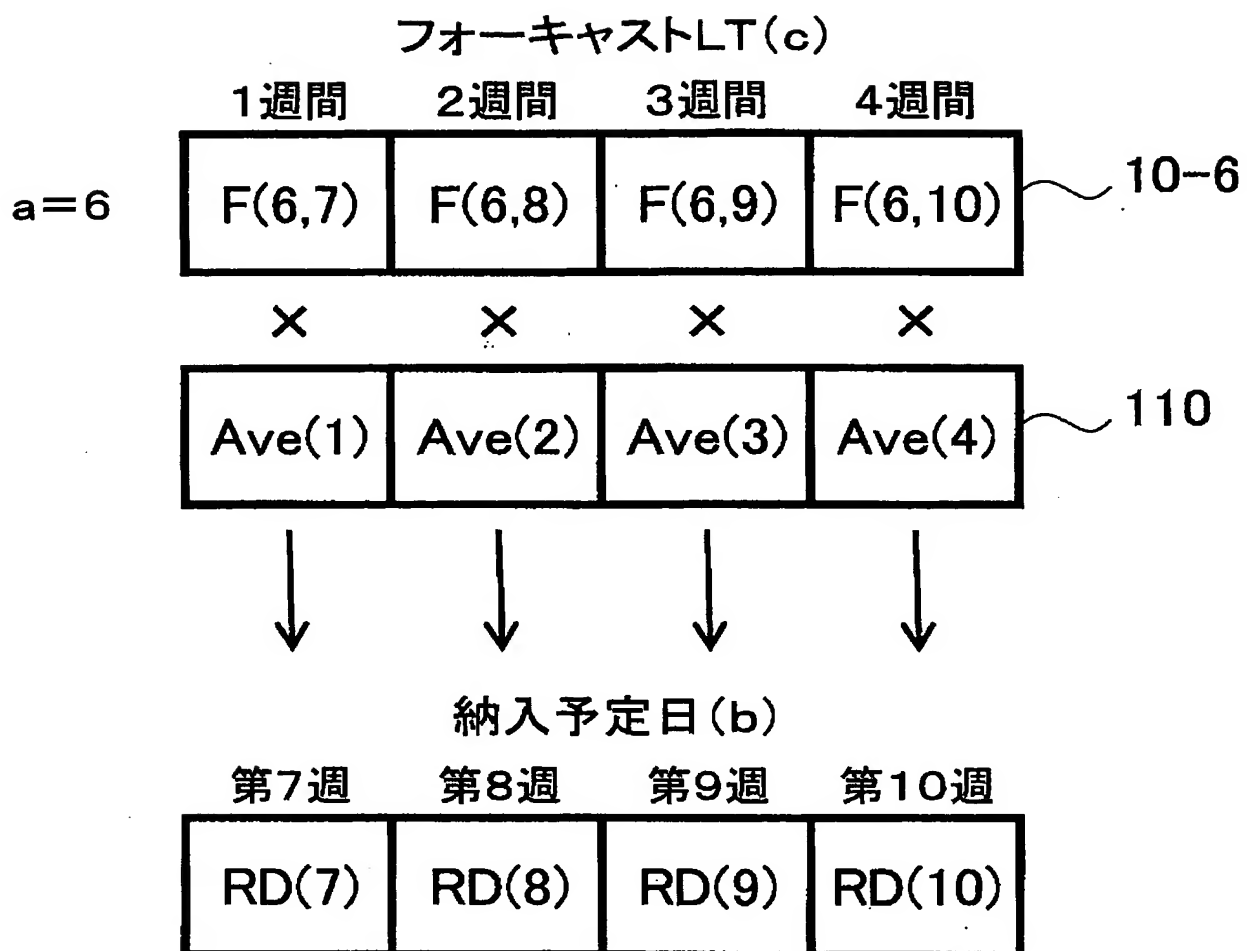 フォーキャストLT(c)
1週間 2週間 3週間 4週間
a=6 F(6,7) F(6,8) F(6,9) F(6,10) 10-6
× × × ×
Ave(1) Ave(2) Ave(3) Ave(4) 110
納入予定日(b)
第7週 第8週 第9週 第10週
RD(7) RD(8) RD(9) RD(10)